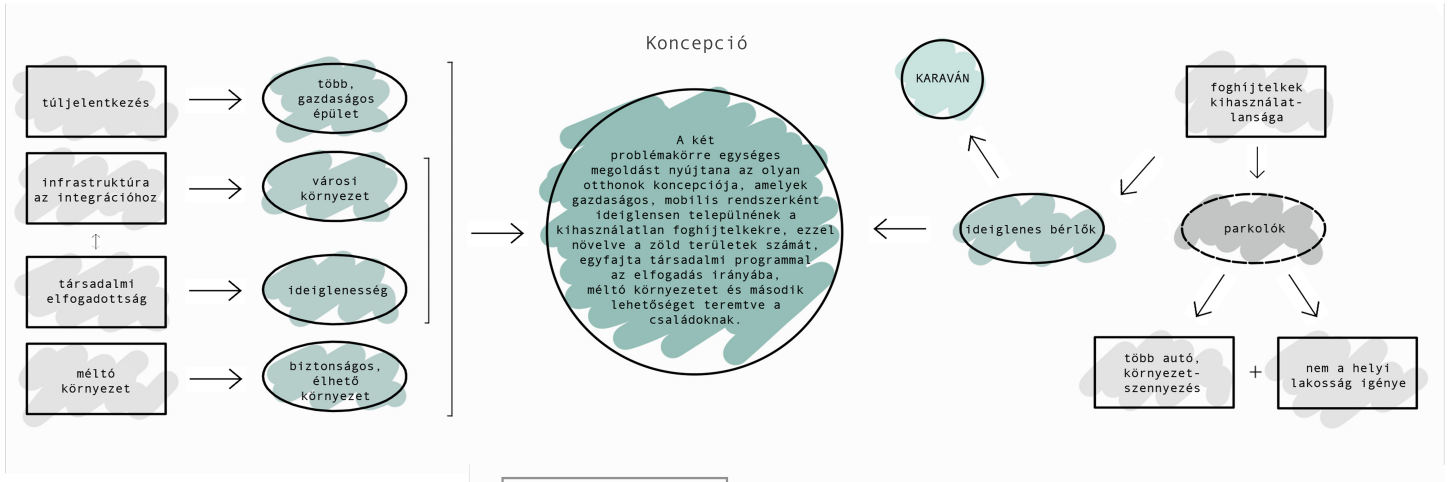 Koncepció
túljelentkezés
több,
gazdaságos
épület
infrastruktúra
az integrációhoz
városi
környezet
társadalmi
elfogadottság
ideiglenesség
méltó
környezet
biztonságos,
élhető
környezet
A két
problémakörre egységes
megoldást nyújtana az olyan
otthonok koncepciója, amelyek
gazdaságos, mobilis rendszerként
ideiglensen települnének a
kihasználatlan foghíjtelkekre, ezzel
növelve a zöld területek számát,
egyfajta társadalmi programmal
az elfogadás irányába,
méltó környezetet és második
lehetőséget teremtve a
családoknak.
KARAVÁN
ideiglenes bérlők
foghíjtelkek
kihasználat-
lansága
parkolók
több autó,
környezet-
szennyezés
+
nem a helyi
lakosság igénye